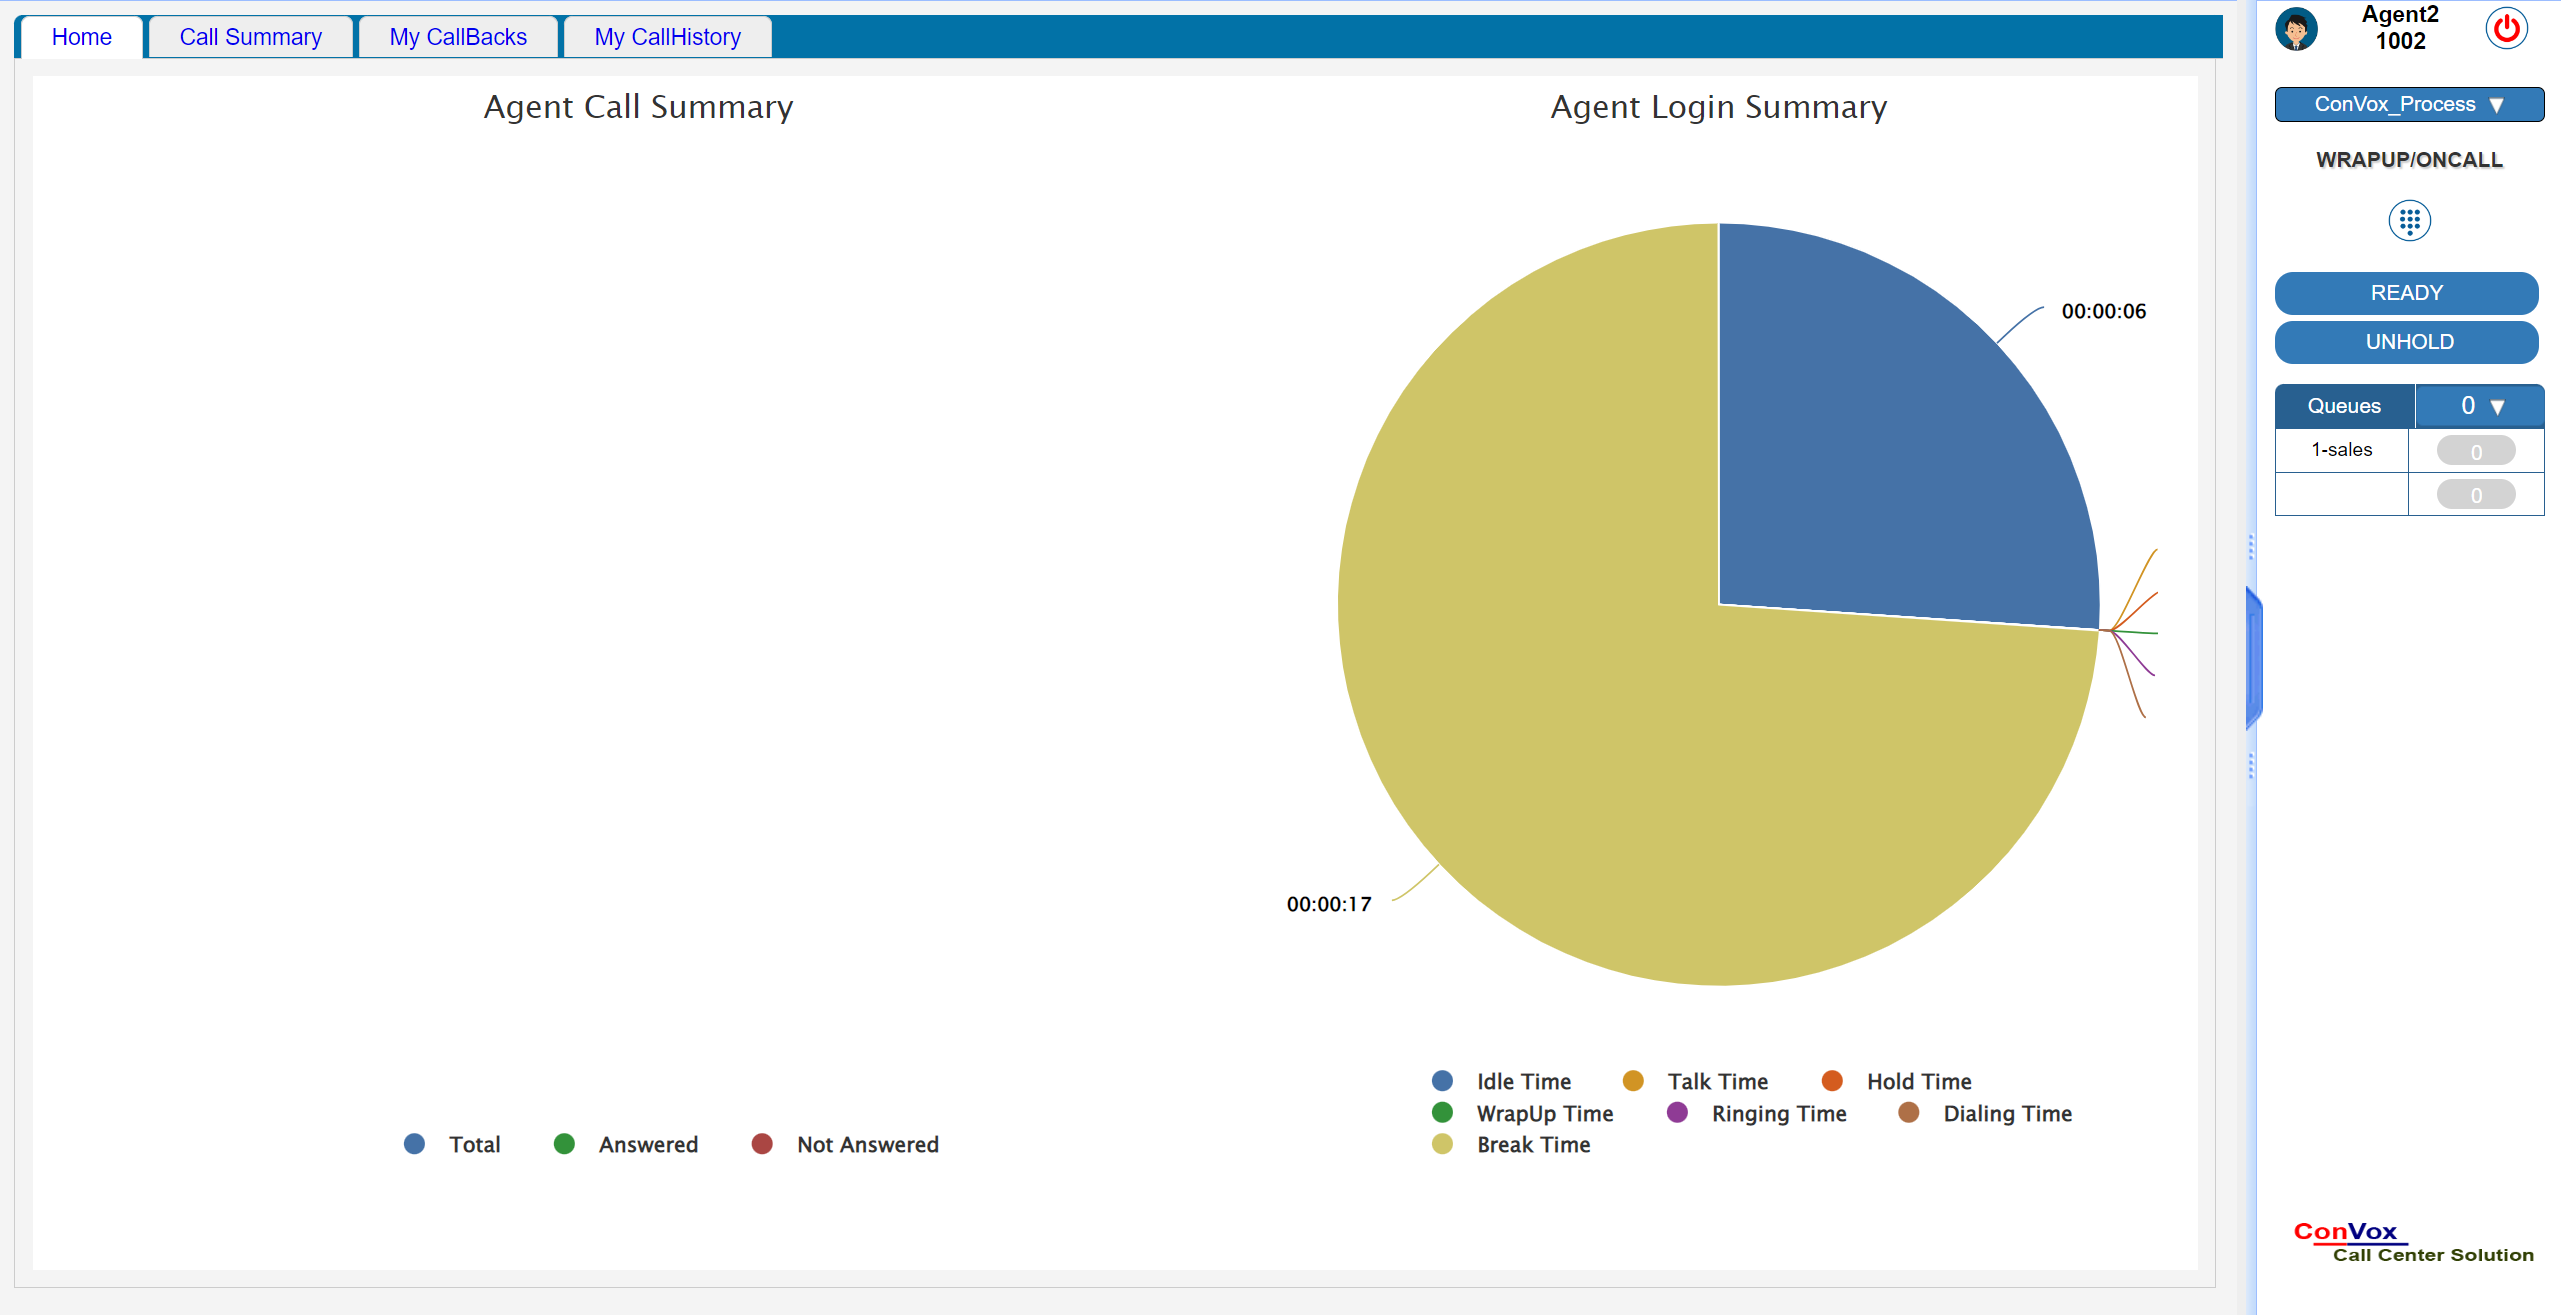 Home
Call Summary
My CallBacks
My CallHistory
Agent2
1002
ConVox_Process ▼
WRAPUP/ONCALL
READY
UNHOLD
Queues 0 ▼
1-sales 0
0
Agent Call Summary
Total Answered Not Answered
Agent Login Summary
00:00:06
00:00:17
Idle Time Talk Time Hold Time
WrapUp Time Ringing Time Dialing Time
Break Time
ConVox
Call Center Solution